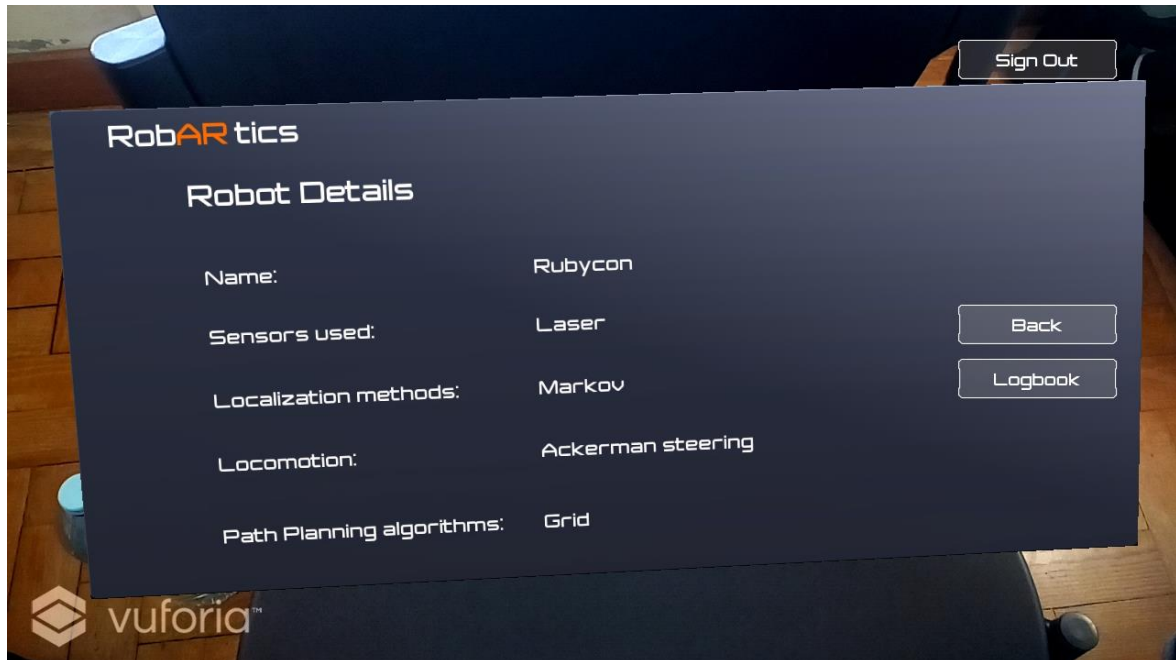 Sign Out
RobARtics
Robot Details
Name: Rubycon
Sensors used: Laser
Localization methods: Markov
Back
Logbook
Locomotion: Ackerman steering
Path Planning algorithms: Grid
vuforia™